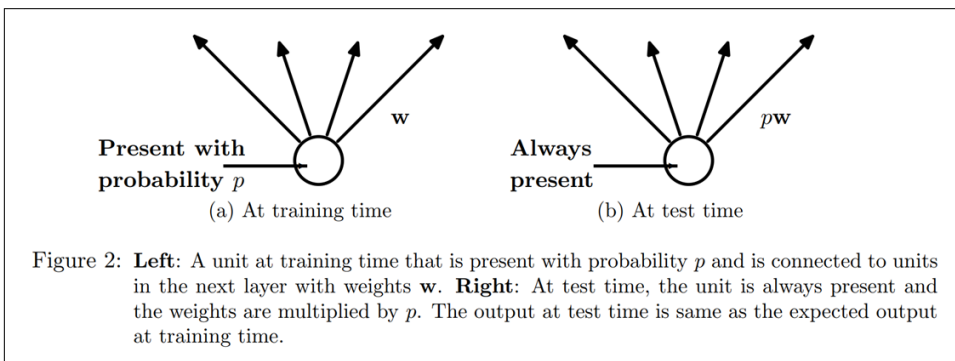 w
Present with
probability p
(a) At training time
pw
Always
present
(b) At test time
Figure 2: Left: A unit at training time that is present with probability p and is connected to units
in the next layer with weights w. Right: At test time, the unit is always present and
the weights are multiplied by p. The output at test time is same as the expected output
at training time.